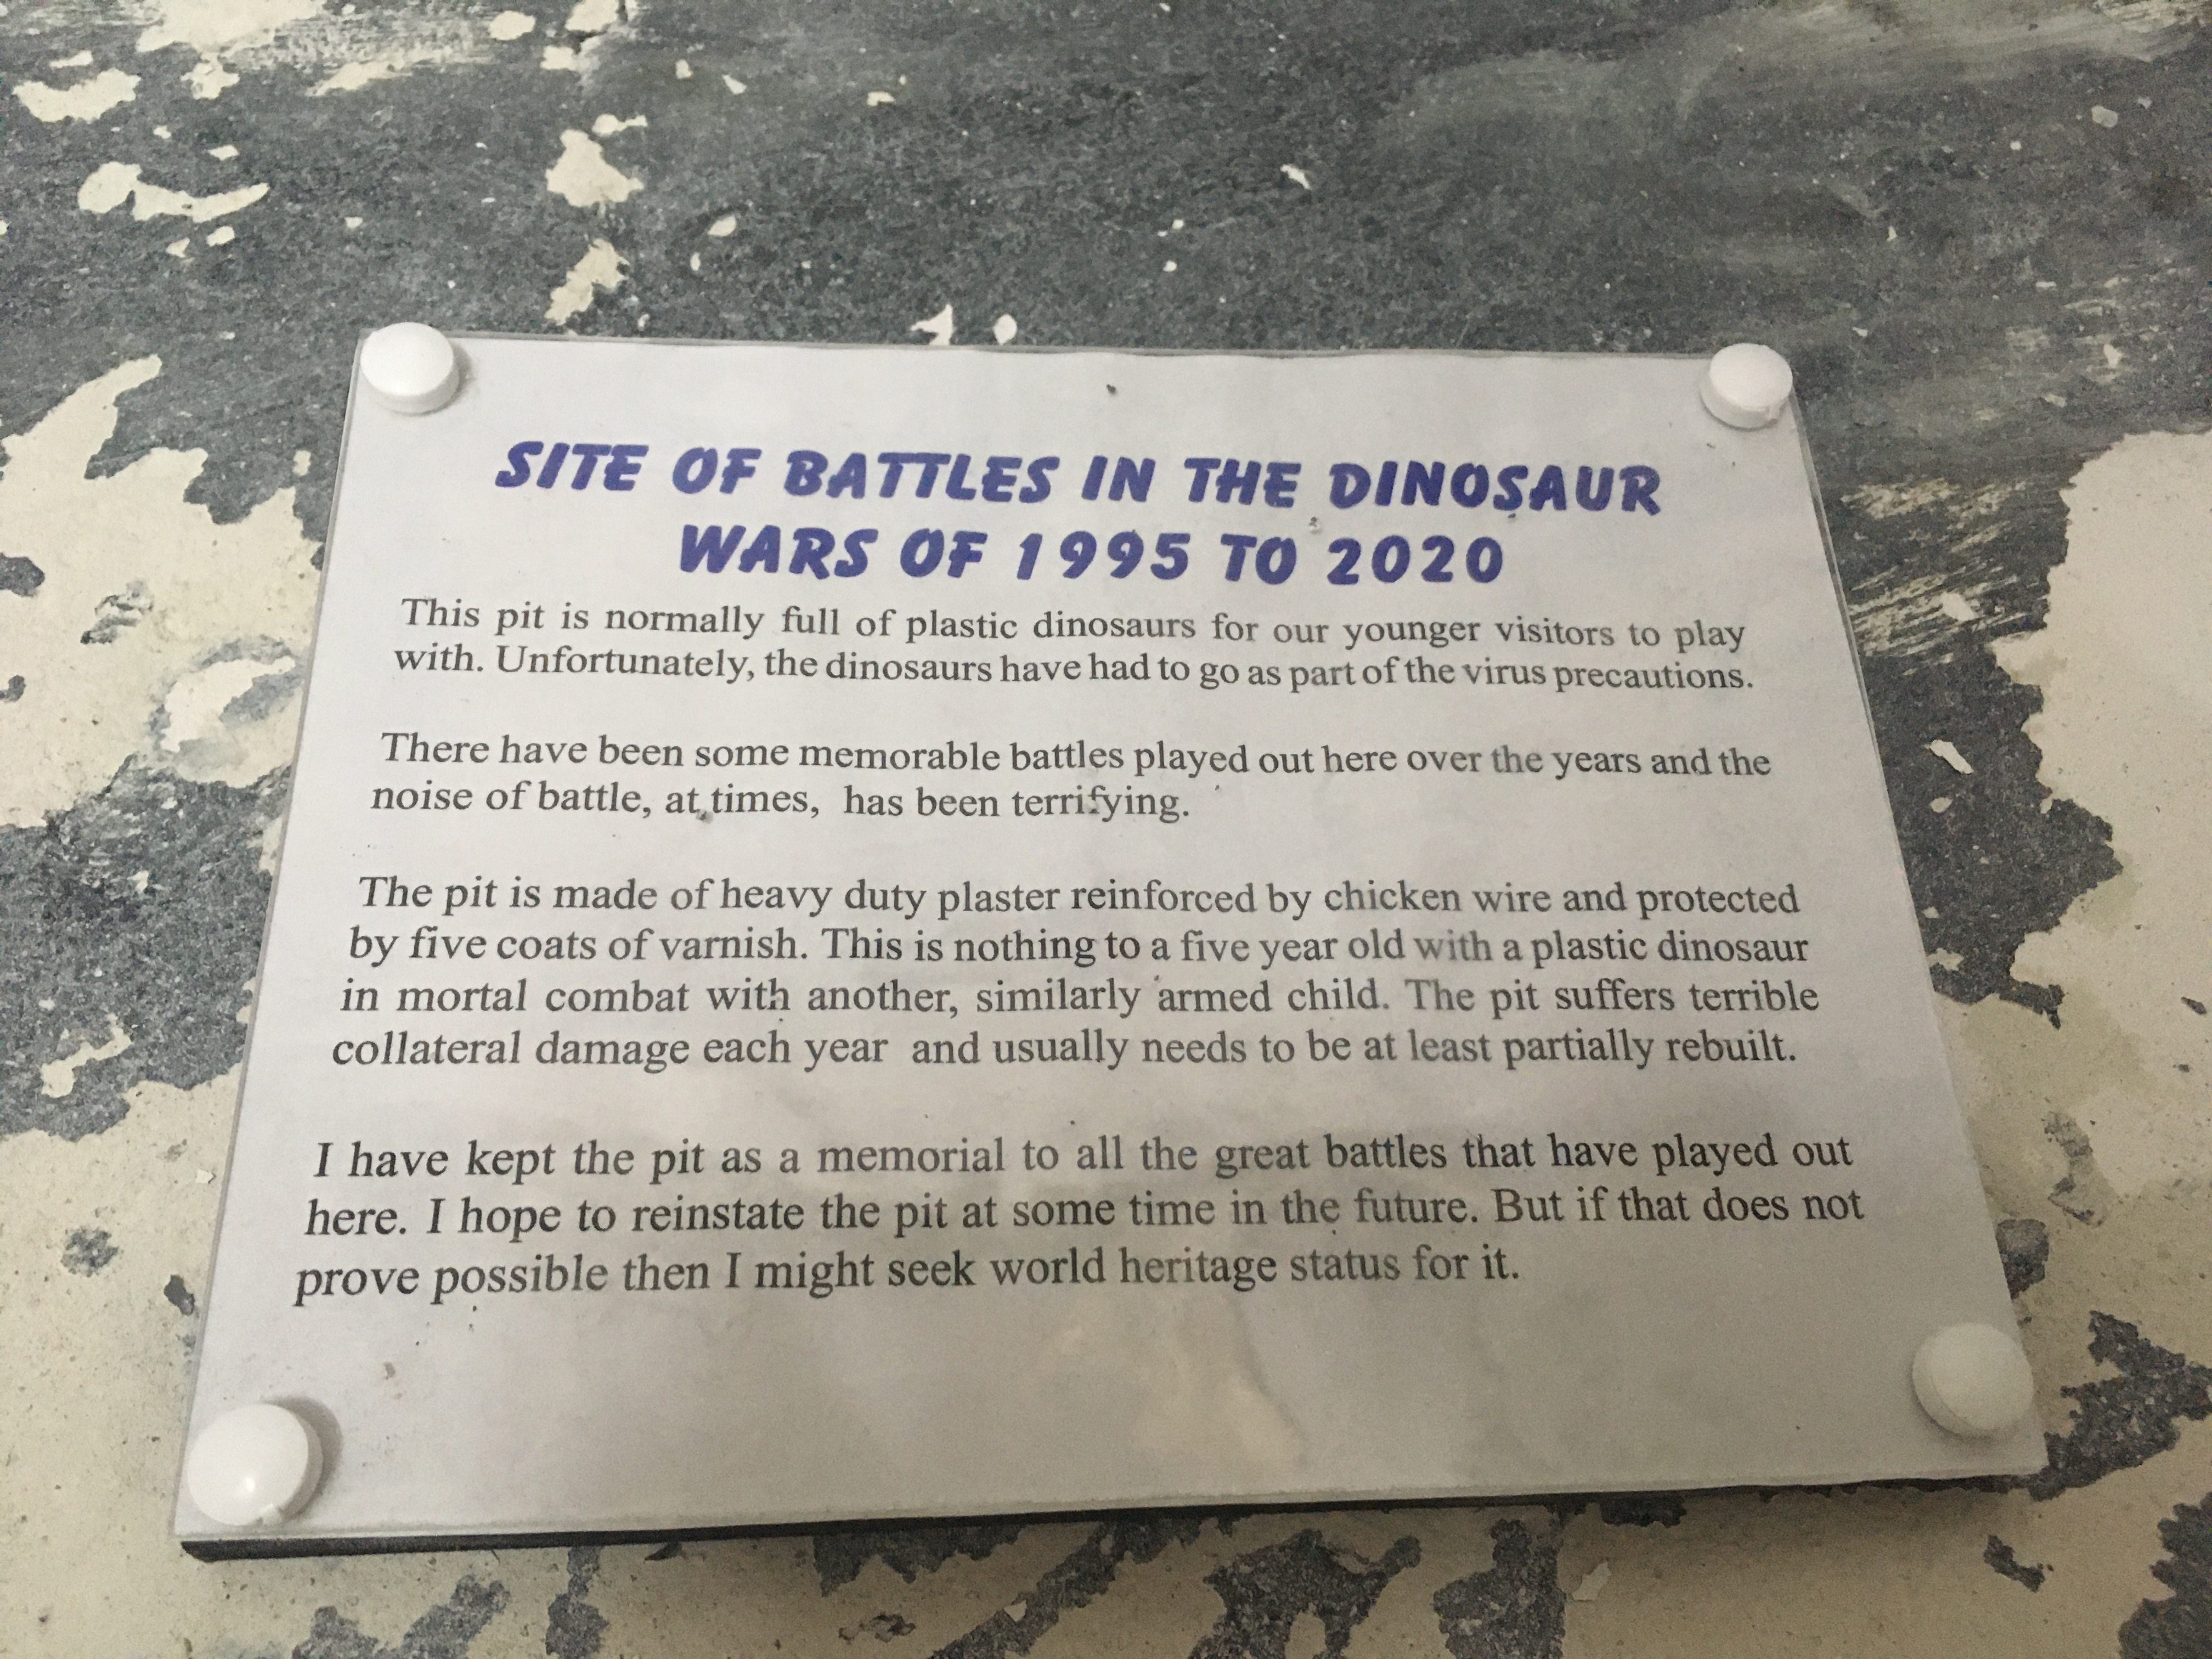 SITE OF BATTLES IN THE DINOSAUR
WARS OF 1995 TO 2020
This pit is normally full of plastic dinosaurs for our younger visitors to play
with. Unfortunately, the dinosaurs have had to go as part of the virus precautions.
There have been some memorable battles played out here over the years and the
noise of battle, at times, has been terrifying.
The pit is made of heavy duty plaster reinforced by chicken wire and protected
by five coats of varnish. This is nothing to a five year old with a plastic dinosaur
in mortal combat with another, similarly armed child. The pit suffers terrible
collateral damage each year and usually needs to be at least partially rebuilt.
I have kept the pit as a memorial to all the great battles that have played out
here. I hope to reinstate the pit at some time in the future. But if that does not
prove possible then I might seek world heritage status for it.